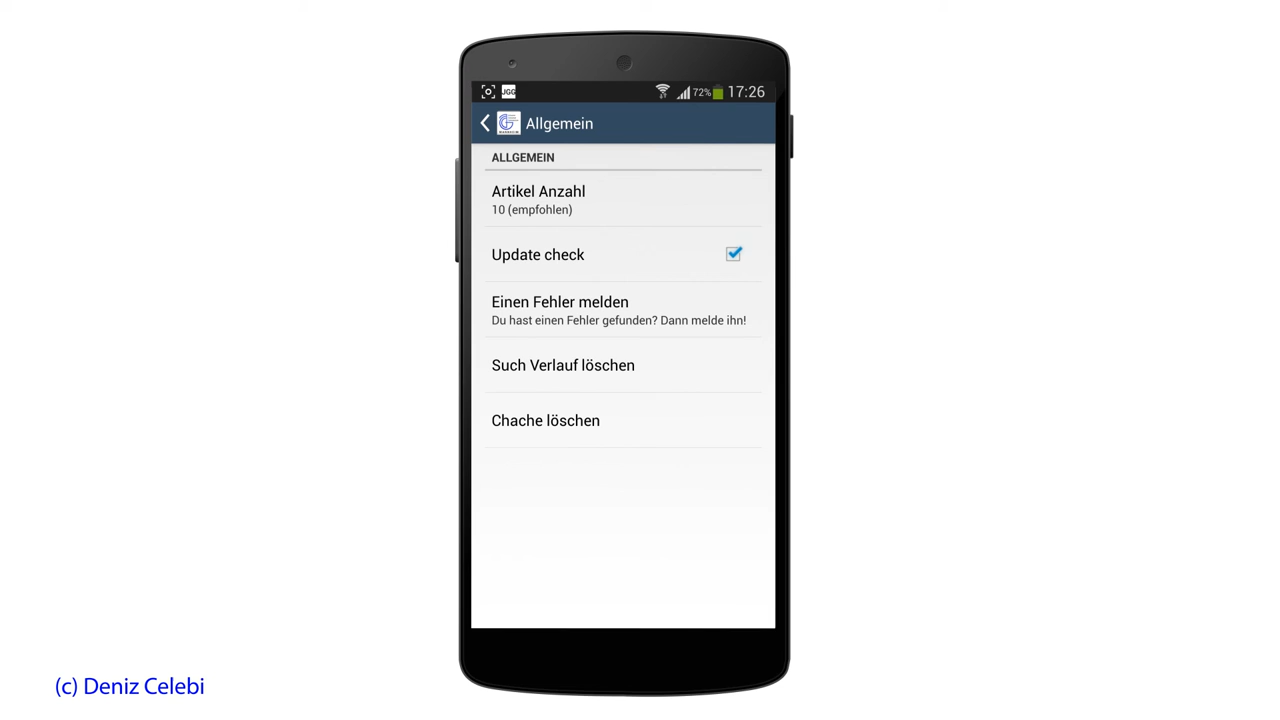 JGG
72%
17:26
Allgemein
ALLGEMEIN
Artikel Anzahl
10 (empfohlen)
Update check
Einen Fehler melden
Du hast einen Fehler gefunden? Dann melde ihn!
Such Verlauf löschen
Chache löschen
(c) Deniz Celebi